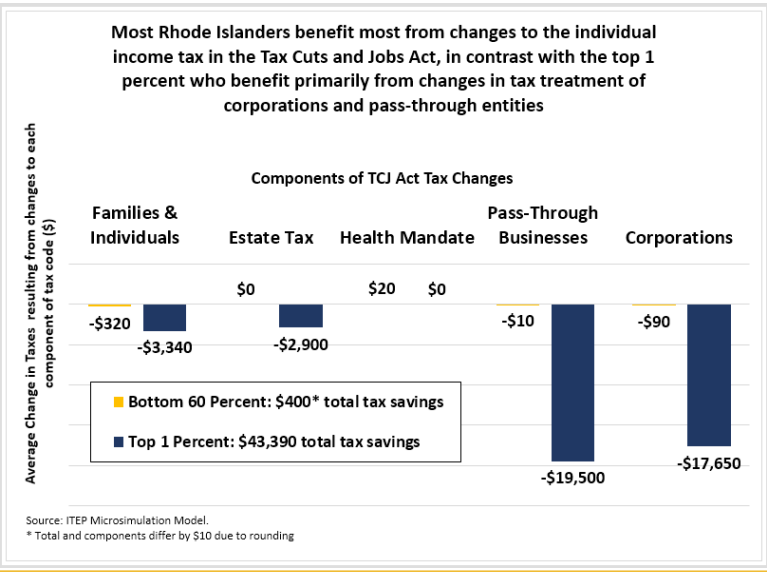 Most Rhode Islanders benefit most from changes to the individual
income tax in the Tax Cuts and Jobs Act, in contrast with the top 1
percent who benefit primarily from changes in tax treatment of
corporations and pass-through entities
Average Change in Taxes resulting from changes to each
component of tax code ($)
Components of TCJ Act Tax Changes
Families &
Individuals
Estate Tax
Health Mandate
Pass-Through
Businesses
Corporations
-$320
-$3,340
$0
-$2,900
$20
$0
-$10
-$19,500
-$90
-$17,650
Bottom 60 Percent: $400* total tax savings
Top 1 Percent: $43,390 total tax savings
Source: ITEP Microsimulation Model.
* Total and components differ by $10 due to rounding